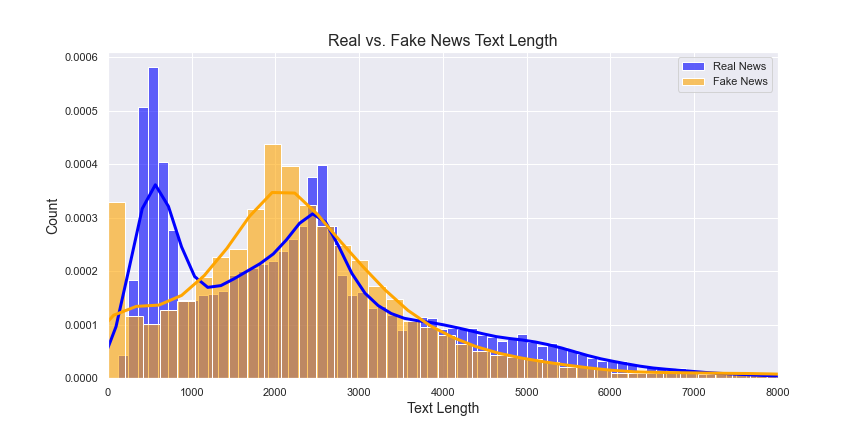 Real vs. Fake News Text Length
Real News
Fake News
0.0006
0.0005
0.0004
0.0003
0.0002
0.0001
0.0000
Count
0 1000 2000 3000 4000 5000 6000 7000 8000
Text Length